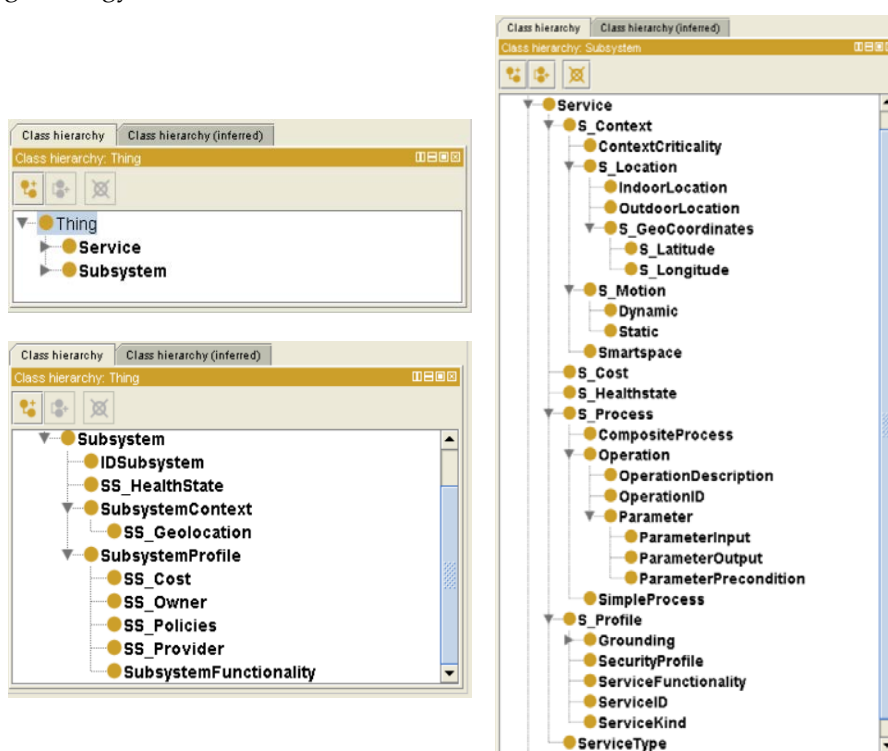 Class hierarchy Class hierarchy (inferred)
Class hierarchy: Thing
Thing
Service
Subsystem
Class hierarchy Class hierarchy (inferred)
Class hierarchy: Thing
Subsystem
IDSubsystem
SS_HealthState
SubsystemContext
SS_Geolocation
SubsystemProfile
SS_Cost
SS_Owner
SS_Policies
SS_Provider
SubsystemFunctionality
Class hierarchy Class hierarchy (inferred)
Class hierarchy: Subsystem
Service
S_Context
ContextCriticality
S_Location
IndoorLocation
OutdoorLocation
S_GeoCoordinates
S_Latitude
S_Longitude
S_Motion
Dynamic
Static
Smartspace
S_Cost
S_Healthstate
S_Process
CompositeProcess
Operation
OperationDescription
OperationID
Parameter
ParameterInput
ParameterOutput
ParameterPrecondition
SimpleProcess
S_Profile
Grounding
SecurityProfile
ServiceFunctionality
ServiceID
ServiceKind
ServiceType